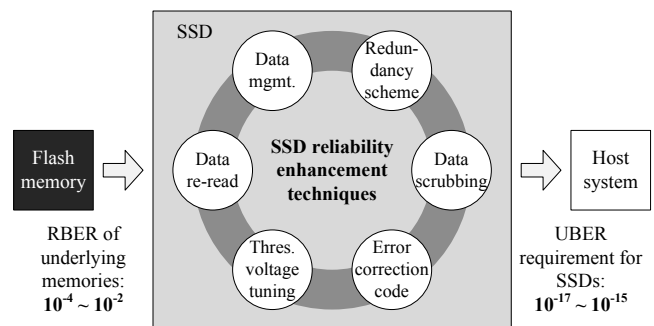 SSD
Data
mgmt.
Redun-
dancy
scheme
Flash
memory
Data
re-read
SSD reliability
enhancement
techniques
Data
scrubbing
Host
system
Thres.
voltage
tuning
Error
correction
code
RBER of
underlying
memories:
10⁻⁴ ~ 10⁻²
UBER
requirement for
SSDs:
10⁻¹⁷ ~ 10⁻¹⁵